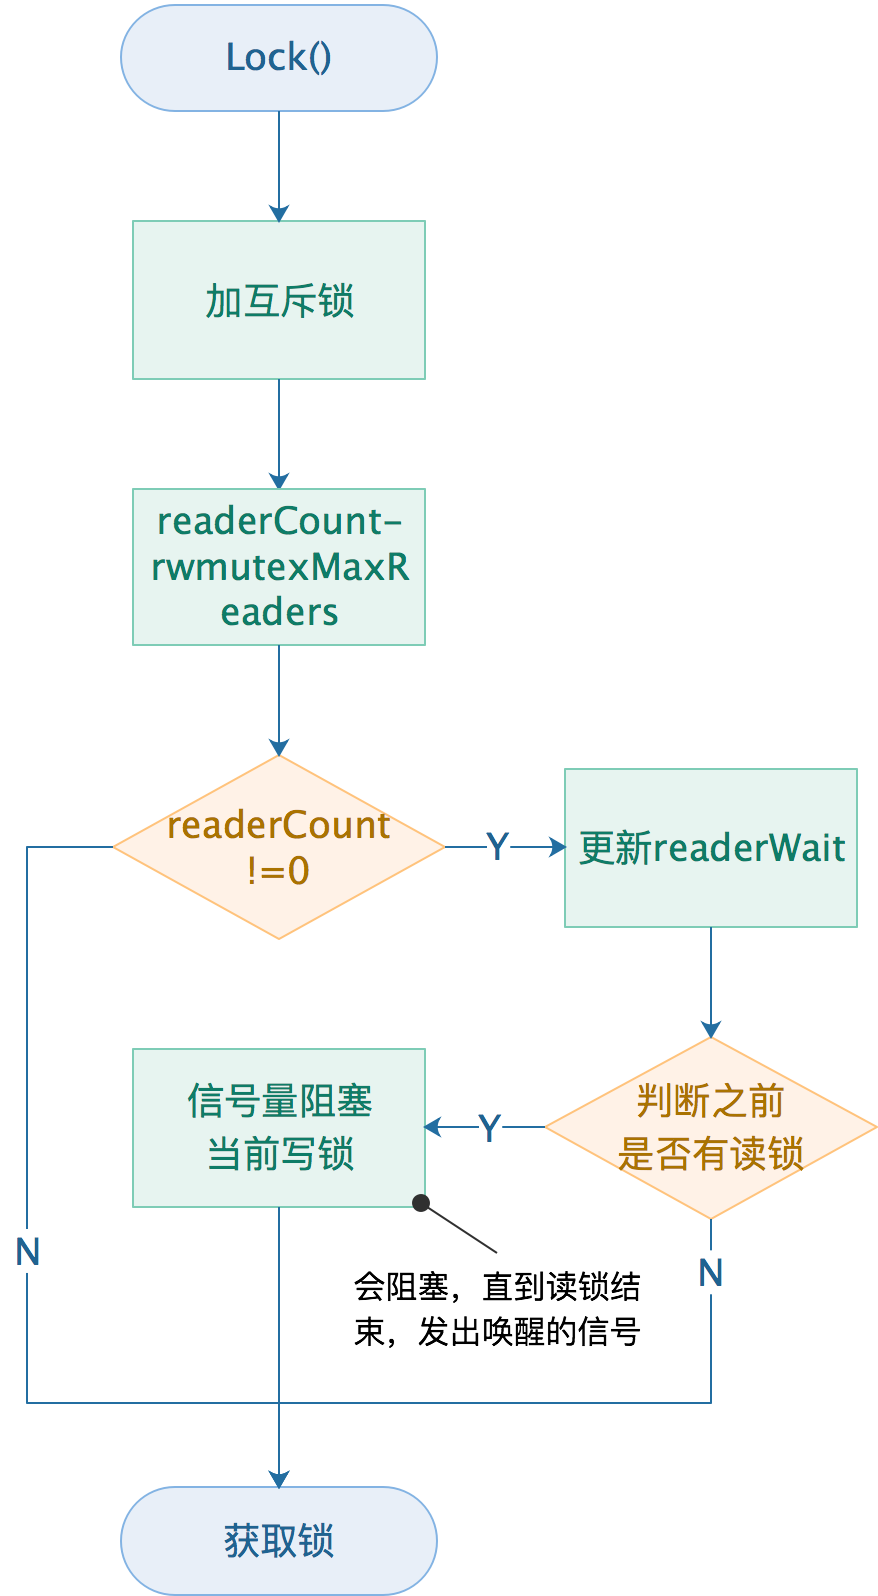 Lock()
加互斥锁
readerCount-
rwmutexMaxR
eaders
readerCount
!=0
Y
更新readerWait
判断之前
是否有读锁
Y
信号量阻塞
当前写锁
N
N
会阻塞，直到读锁结
束，发出唤醒的信号
获取锁